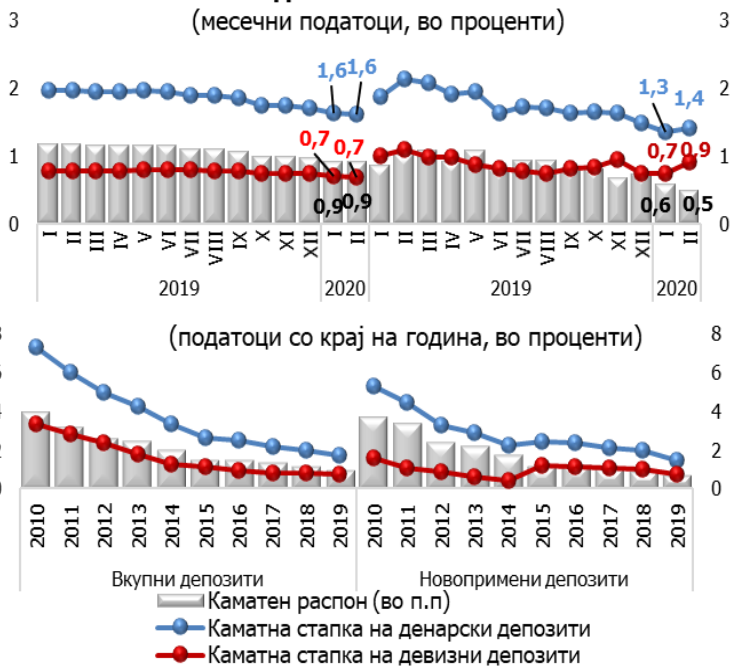 (месечни податоци, во проценти)
3 3
2 2
1 1
0 0
1,6 1,6
1,3 1,4
0,7 0,7
0,7 0,9
0,9 0,9
0,6 0,5
I II III IV V VI VII VIII IX X XI XII I II I II III IV V VI VII VIII IX X XI XII I II
2019 2020 2019 2020
(податоци со крај на година, во проценти)
8 8
6 6
4 4
2 2
0 0
2010 2011 2012 2013 2014 2015 2016 2017 2018 2019 2010 2011 2012 2013 2014 2015 2016 2017 2018 2019
Вкупни депозити Новопримени депозити
Каматен распон (во п.п)
Каматна стапка на денарски депозити
Каматна стапка на девизни депозити